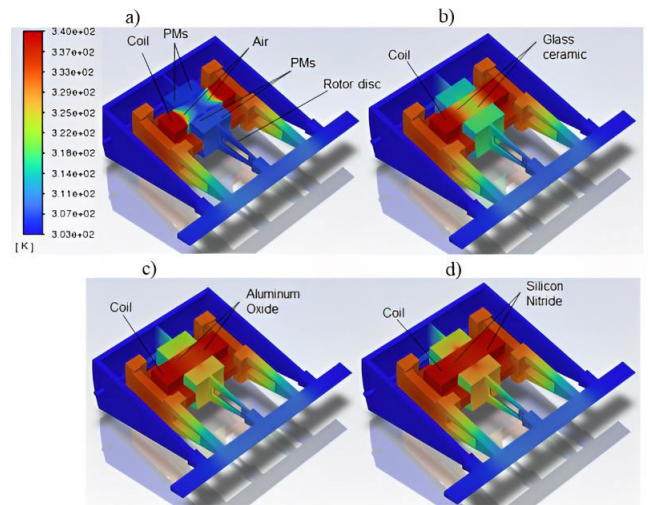 a)
b)
3.40e+02
3.37e+02
3.33e+02
3.30e+02
3.25e+02
3.22e+02
3.18e+02
3.14e+02
3.10e+02
3.07e+02
3.03e+02
[ K ]
Coil
PMs
Air
PMs
Rotor disc
Coil
Glass
ceramic
c)
d)
Coil
Aluminum
Oxide
Coil
Silicon
Nitride